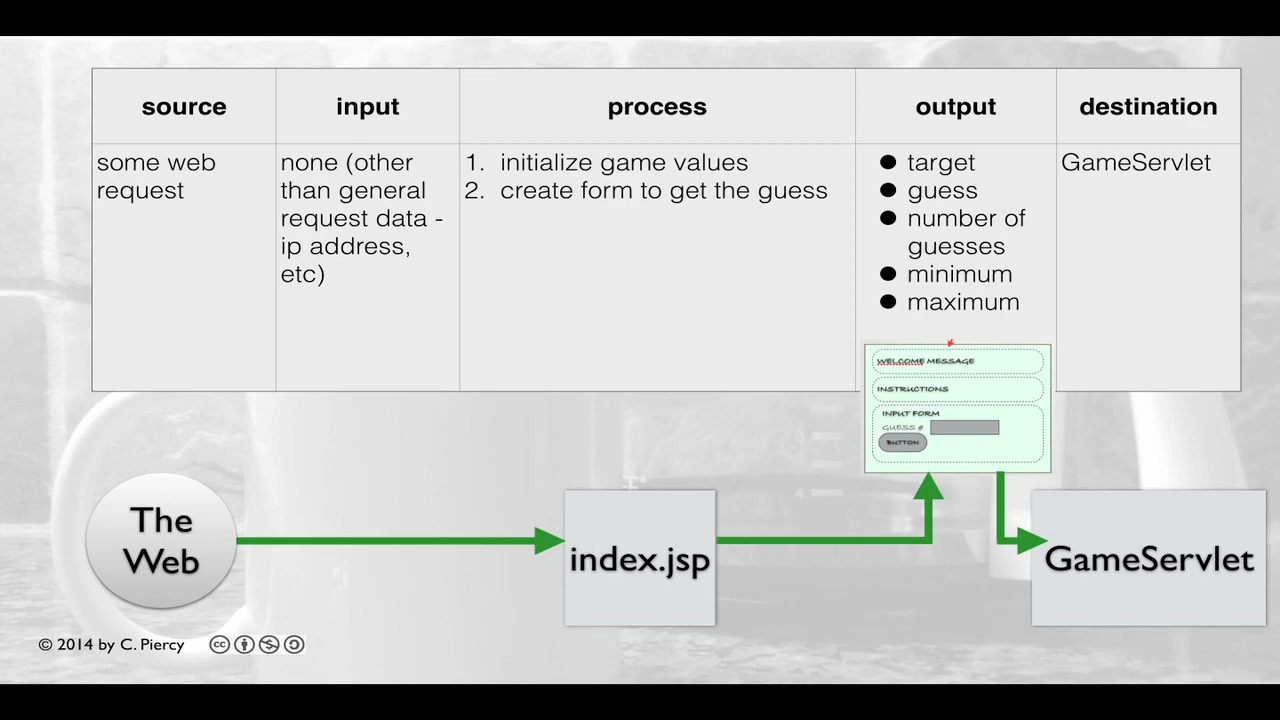 source
input
process
output
destination
some web
request
none (other
than general
request data -
ip address,
etc)
1. initialize game values
2. create form to get the guess
● target
● guess
● number of
guesses
● minimum
● maximum
GameServlet
WELCOME MESSAGE
INSTRUCTIONS
INPUT FORM
GUESS #
BUTTON
The
Web
index.jsp
GameServlet
© 2014 by C. Piercy
cc